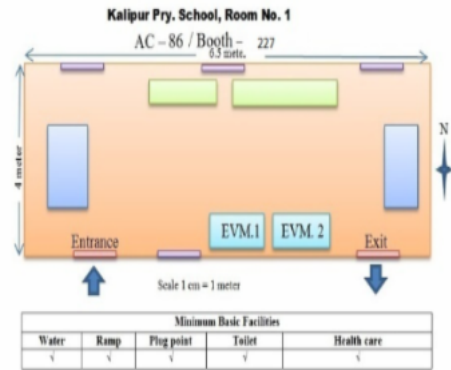 Kalipur Pry. School, Room No. 1
AC – 86 / Booth – 227
6.5 metr.
4 meter
N
EVM.1 EVM. 2
Entrance Exit
Scale 1 cm = 1 meter
Minimum Basic Facilities
Water Ramp Plug point Toilet Health care
√ √ √ √ √